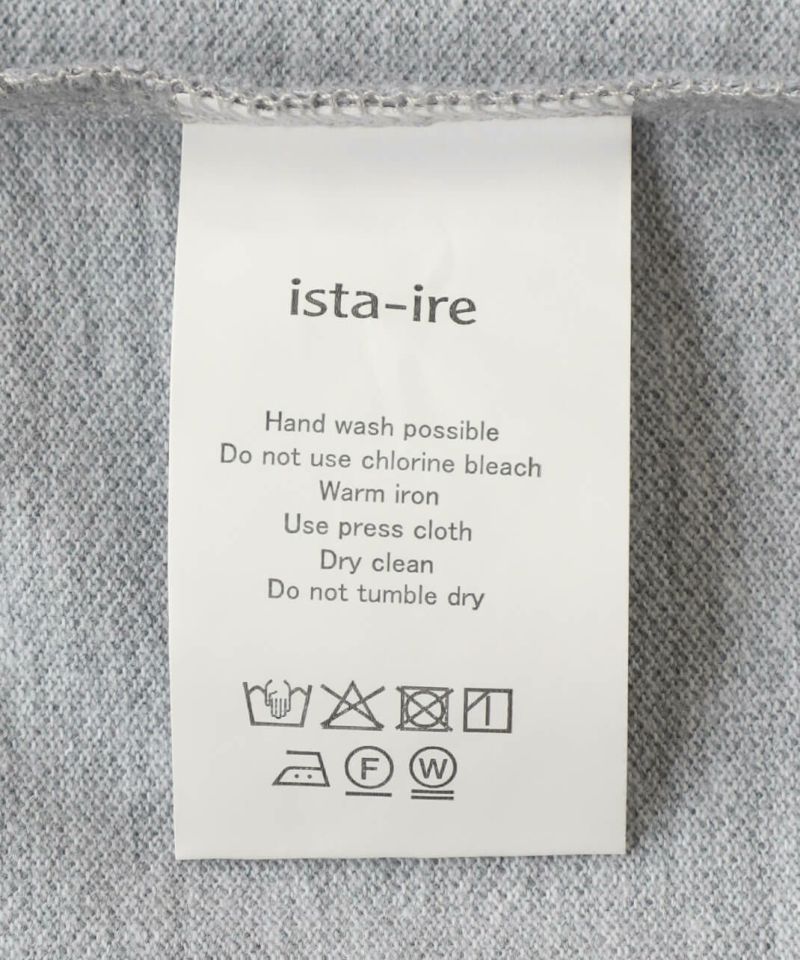 ista-ire
Hand wash possible
Do not use chlorine bleach
Warm iron
Use press cloth
Dry clean
Do not tumble dry
F W